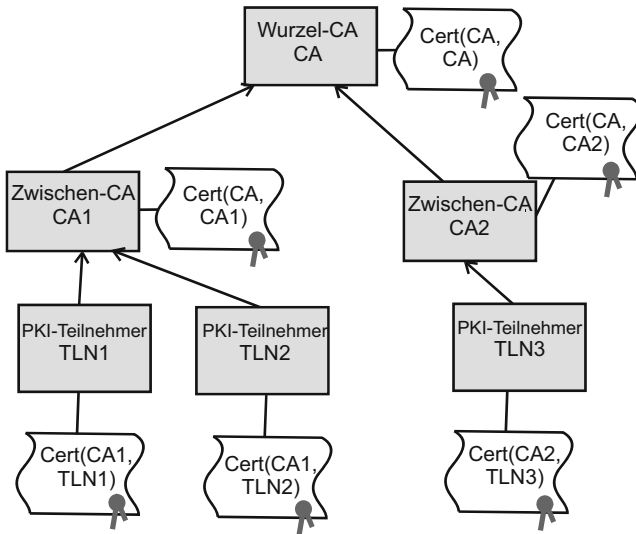 Wurzel-CA
CA
Cert(CA,
CA)
Cert(CA,
CA2)
Zwischen-CA
CA1
Cert(CA,
CA1)
Zwischen-CA
CA2
PKI-Teilnehmer
TLN1
PKI-Teilnehmer
TLN2
PKI-Teilnehmer
TLN3
Cert(CA1,
TLN1)
Cert(CA1,
TLN2)
Cert(CA2,
TLN3)